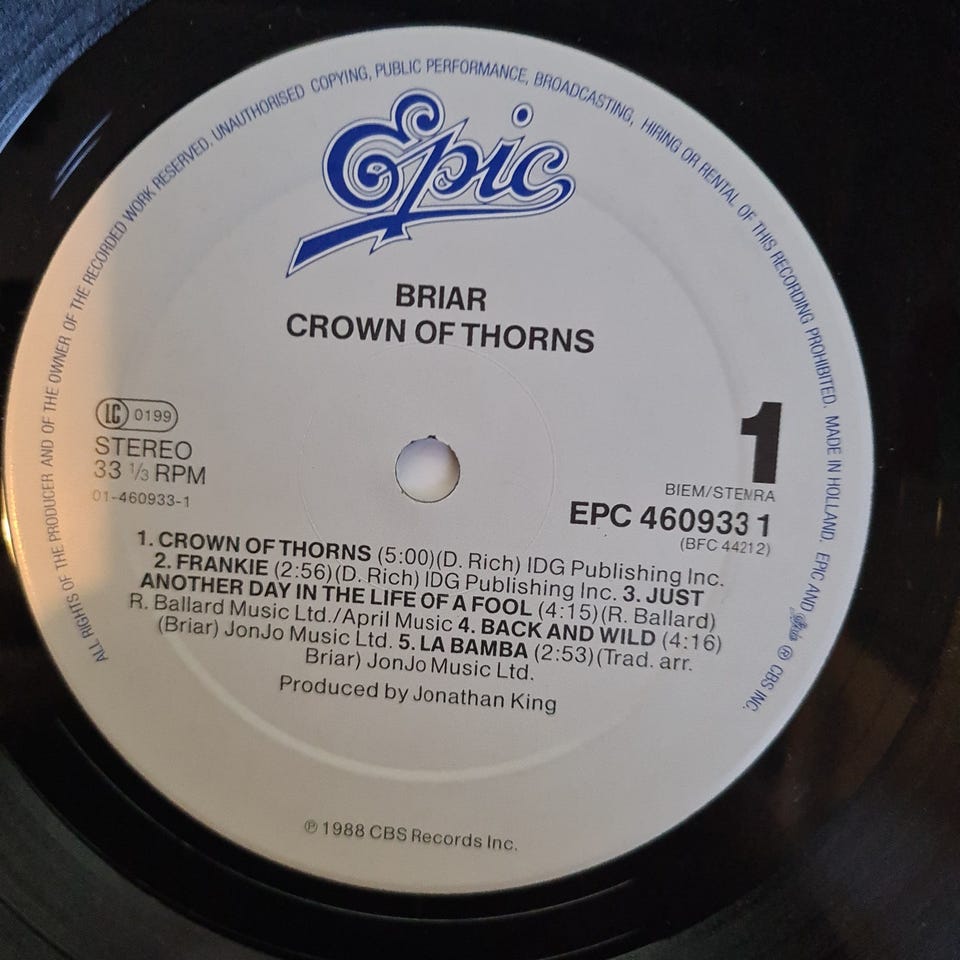 ALL RIGHTS OF THE PRODUCER AND OF THE OWNER OF THE RECORDED WORK RESERVED. UNAUTHORISED COPYING, PUBLIC PERFORMANCE, BROADCASTING, HIRING OR RENTAL OF THIS RECORDING PROHIBITED. MADE IN HOLLAND. EPIC AND Epic ® CBS INC.
Epic
BRIAR
CROWN OF THORNS
LC 0199
STEREO
33 1/3 RPM
01-460933-1
1
BIEM/STEMRA
EPC 460933 1
(BFC 44212)
1. CROWN OF THORNS (5:00)(D. Rich) IDG Publishing Inc.
2. FRANKIE (2:56)(D. Rich) IDG Publishing Inc. 3. JUST
ANOTHER DAY IN THE LIFE OF A FOOL (4:15)(R. Ballard)
R. Ballard Music Ltd./April Music 4. BACK AND WILD (4:16)
(Briar) JonJo Music Ltd. 5. LA BAMBA (2:53)(Trad. arr.
Briar) JonJo Music Ltd.
Produced by Jonathan King
℗ 1988 CBS Records Inc.